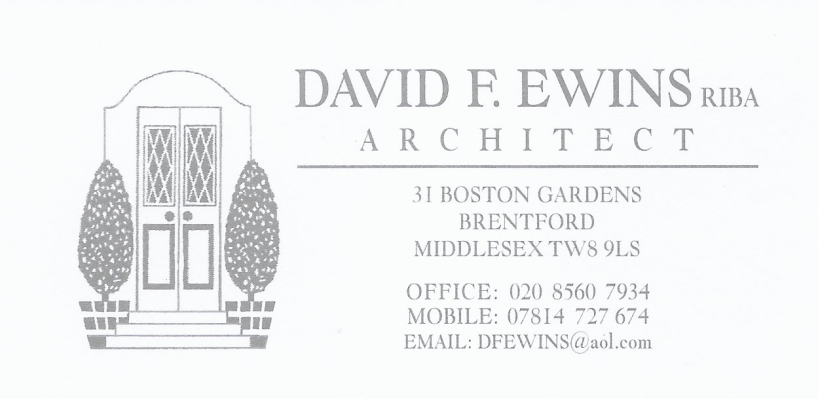 DAVID F. EWINS RIBA
ARCHITECT
31 BOSTON GARDENS
BRENTFORD
MIDDLESEX TW8 9LS
OFFICE: 020 8560 7934
MOBILE: 07814 727 674
EMAIL: DFEWINS@aol.com